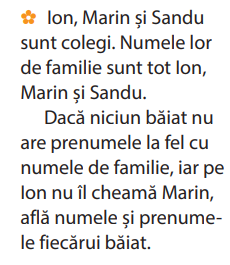 Ion, Marin și Sandu
sunt colegi. Numele lor
de familie sunt tot Ion,
Marin și Sandu.
Dacă niciun băiat nu
are prenumele la fel cu
numele de familie, iar pe
Ion nu îl cheamă Marin,
află numele și prenume-
le fiecărui băiat.